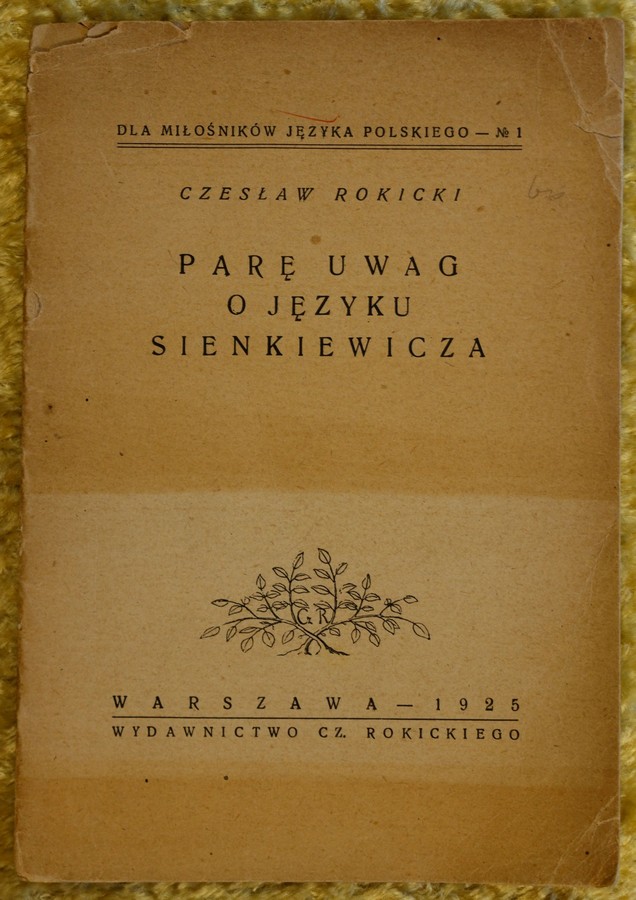 DLA MIŁOŚNIKÓW JĘZYKA POLSKIEGO — № 1
CZESŁAW ROKICKI
PARĘ UWAG
O JĘZYKU
SIENKIEWICZA
WARSZAWA — 1925
WYDAWNICTWO CZ. ROKICKIEGO